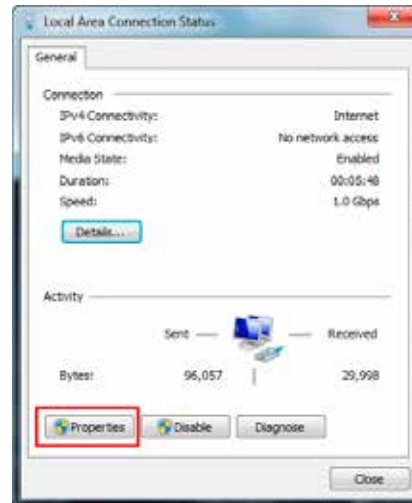 Local Area Connection Status
General
Connection
IPv4 Connectivity: Internet
IPv6 Connectivity: No network access
Media State: Enabled
Duration: 00:05:48
Speed: 1.0 Gbps
Details...
Activity
Sent Received
Bytes: 96,057 29,998
Properties Disable Diagnose
Close